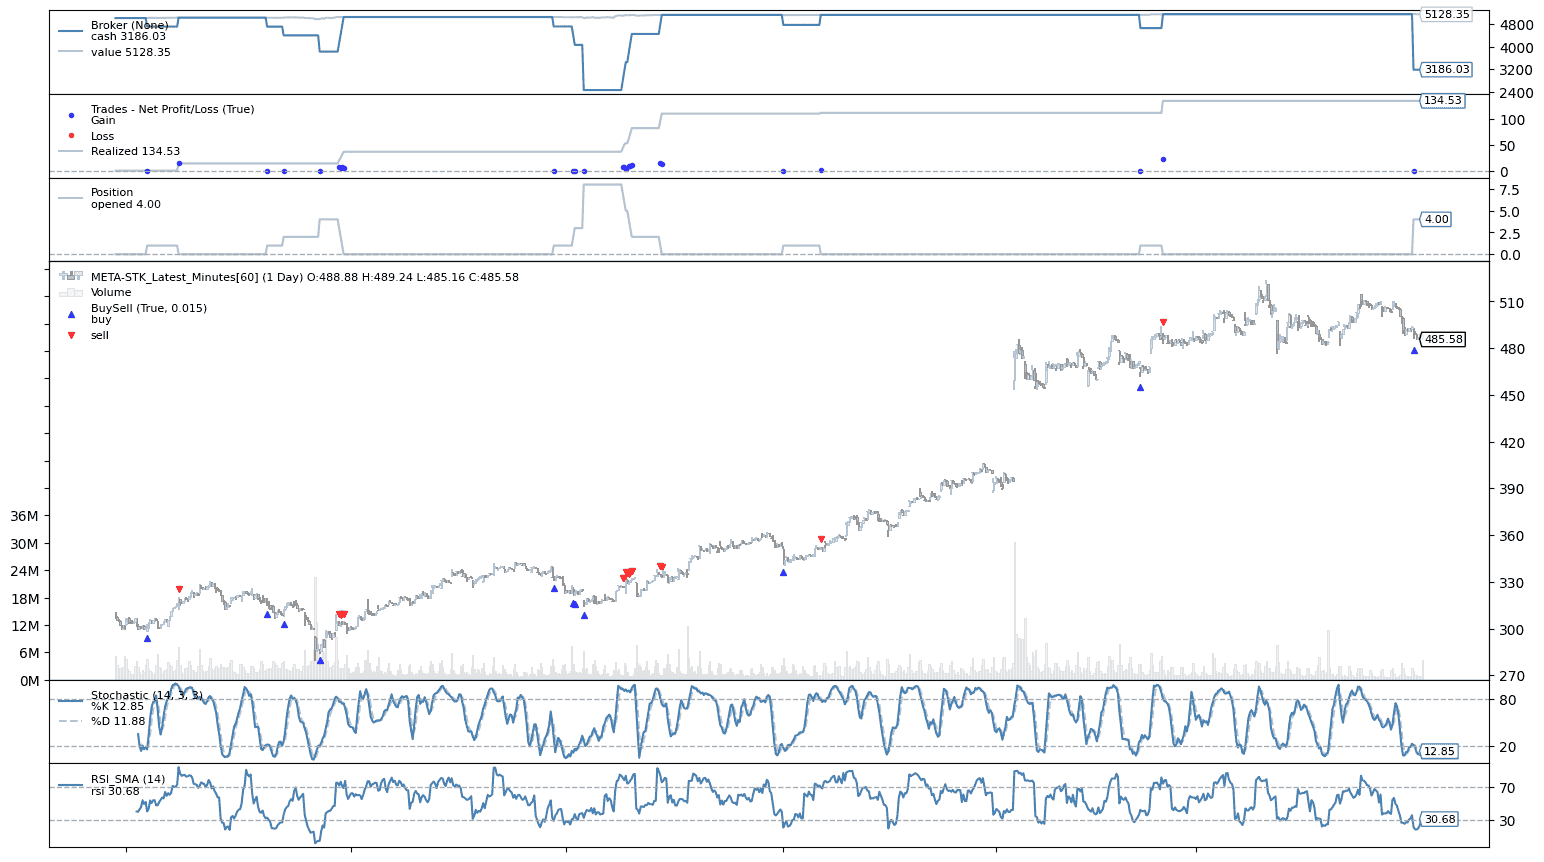 Broker (None)
cash 3186.03
value 5128.35
5128.35
4800
4000
3200
3186.03
2400
Trades - Net Profit/Loss (True)
Gain
Loss
Realized 134.53
134.53
100
50
0
Position
opened 4.00
7.5
5.0
4.00
2.5
0.0
META-STK_Latest_Minutes[60] (1 Day) O:488.88 H:489.24 L:485.16 C:485.58
Volume
BuySell (True, 0.015)
buy
sell
510
485.58
480
450
420
390
360
330
300
270
36M
30M
24M
18M
12M
6M
0M
Stochastic (14, 3, 3)
%K 12.85
%D 11.88
80
20
12.85
RSI_SMA (14)
rsi 30.68
70
30
30.68